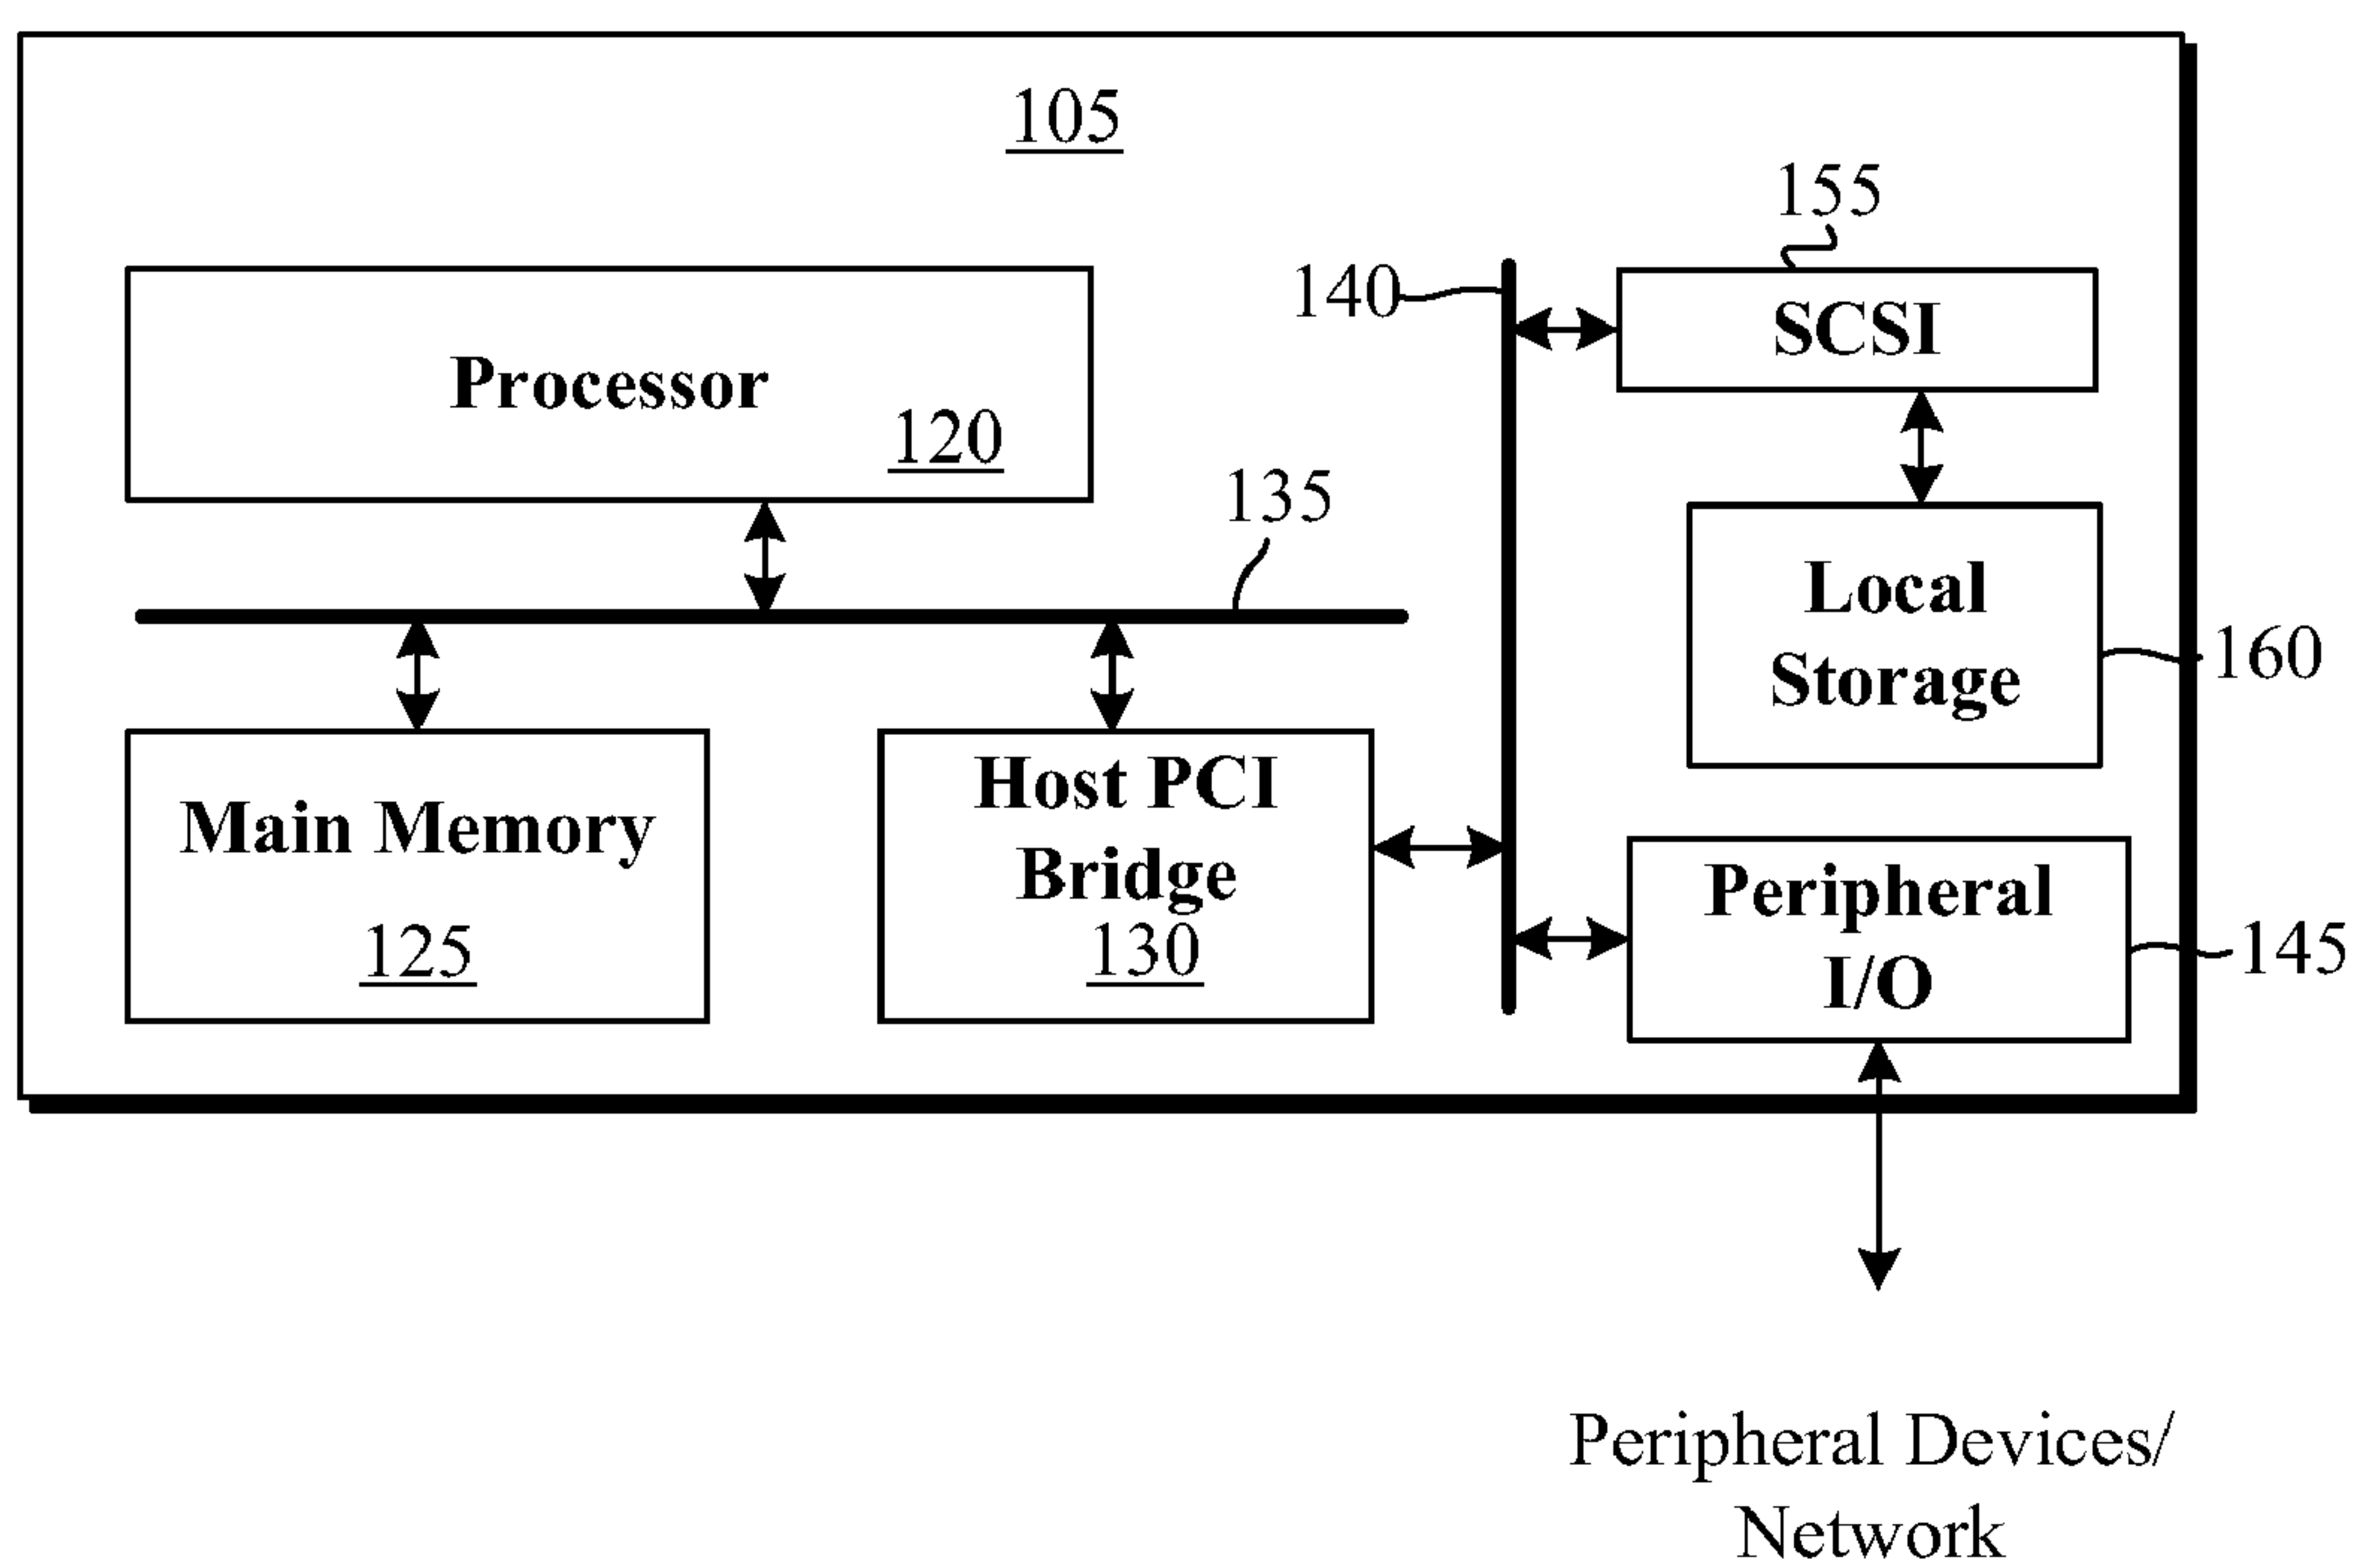 105
155
140
SCSI
Processor
120
135
Local
Storage
160
Main Memory
125
Host PCI
Bridge
130
Peripheral
I/O
145
Peripheral Devices/
Network